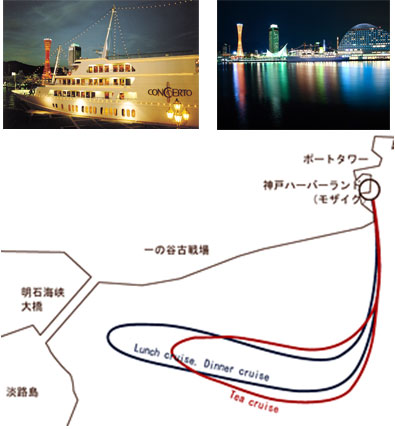 CONCERTO
ポートタワー
神戸ハーバーランド
(モザイク
一の谷古戦場
明石海峡
大橋
Lunch cruise, Dinner cruise
淡路島
Tea cruise